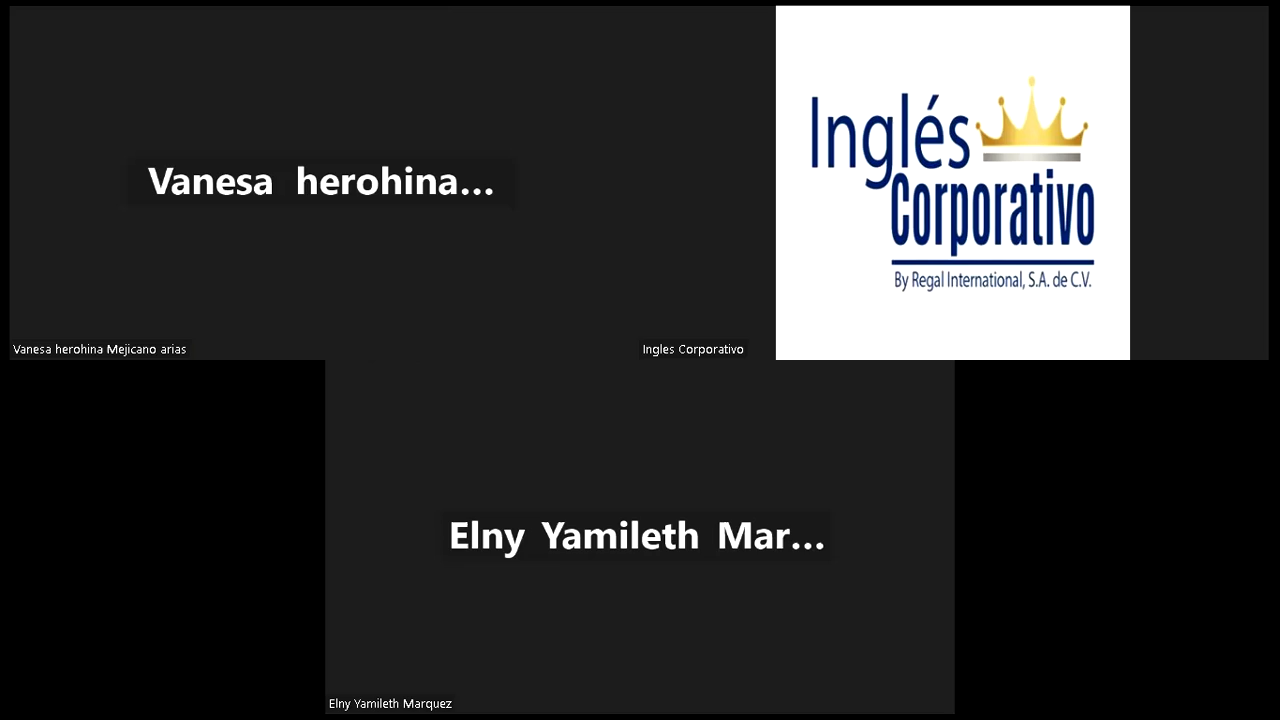 Vanesa herohina...
Vanesa herohina Mejicano arias
Inglés
Corporativo
By Regal International, S.A. de C.V.
Ingles Corporativo
Elny Yamileth Mar...
Elny Yamileth Marquez